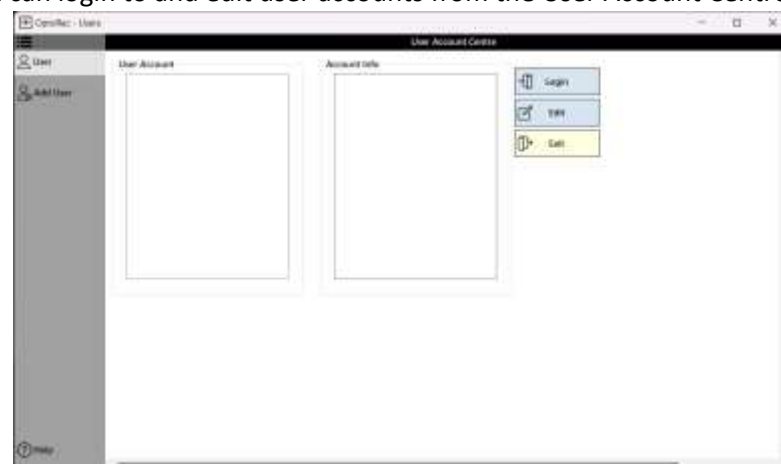 can login to and edit user accounts from the User Account Centre
- Users
User Account Centre
User
User Account
Account Info
Login
Add User
Edit
Exit
Help